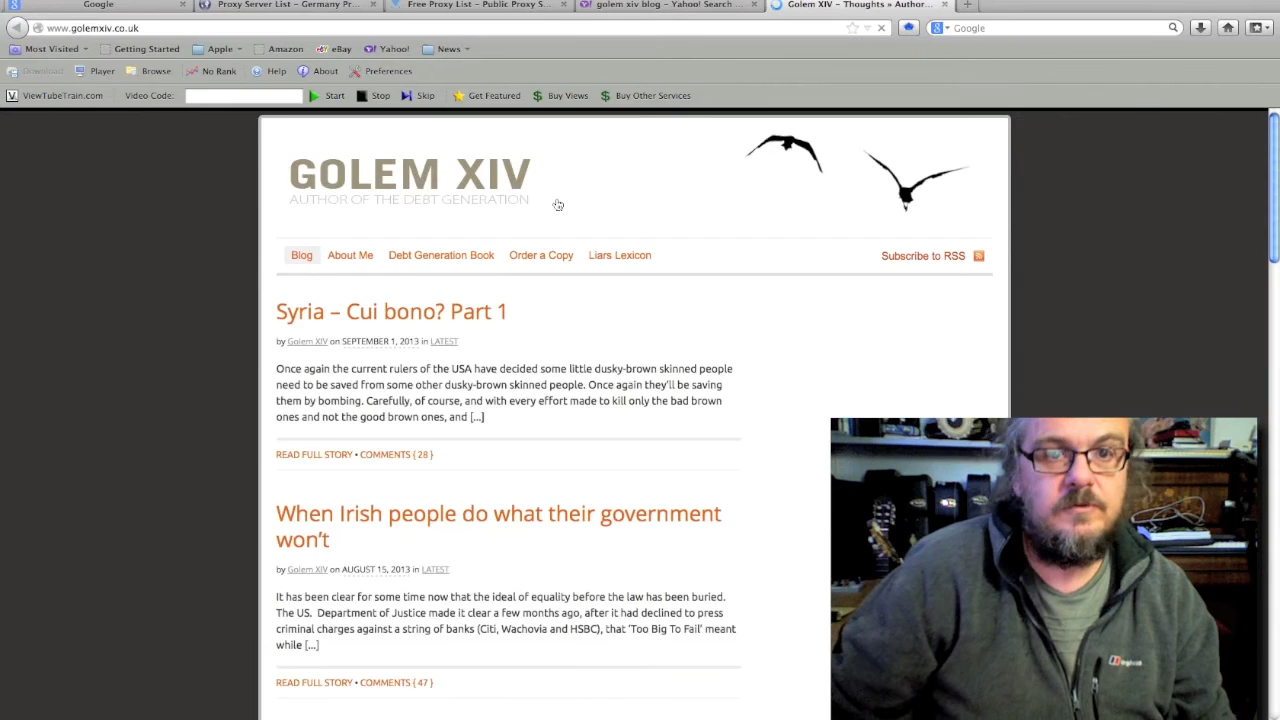 Google
Proxy Server List - Germany Pr...
Free Proxy List - Public Proxy S...
golem xiv blog - Yahoo! Search ...
Golem XIV - Thoughts » Author...
www.golemxiv.co.uk
Google
Most Visited
Getting Started
Apple
Amazon
eBay
Yahoo!
News
Download
Player
Browse
No Rank
About
Help
Preferences
ViewTubeTrain.com
Video Code:
Start
Stop
Skip
Get Featured
Buy Views
Buy Other Services
GOLEM XIV
AUTHOR OF THE DEBT GENERATION
Blog
About Me
Debt Generation Book
Order a Copy
Liars Lexicon
Subscribe to RSS
Syria – Cui bono? Part 1
by Golem XIV on SEPTEMBER 1, 2013 in LATEST
Once again the current rulers of the USA have decided some little dusky-brown skinned people
need to be saved from some other dusky-brown skinned people. Once again they'll be saving
them by bombing. Carefully, of course, and with every effort made to kill only the bad brown
ones and not the good brown ones, and [...]
READ FULL STORY • COMMENTS { 28 }
When Irish people do what their government
won't
by Golem XIV on AUGUST 15, 2013 in LATEST
It has been clear for some time now that the ideal of equality before the law has been buried.
The US. Department of Justice made it clear a few months ago, after it had declined to press
criminal charges against a string of banks (Citi, Wachovia and HSBC), that 'Too Big To Fail' meant
while [...]
READ FULL STORY • COMMENTS { 47 }